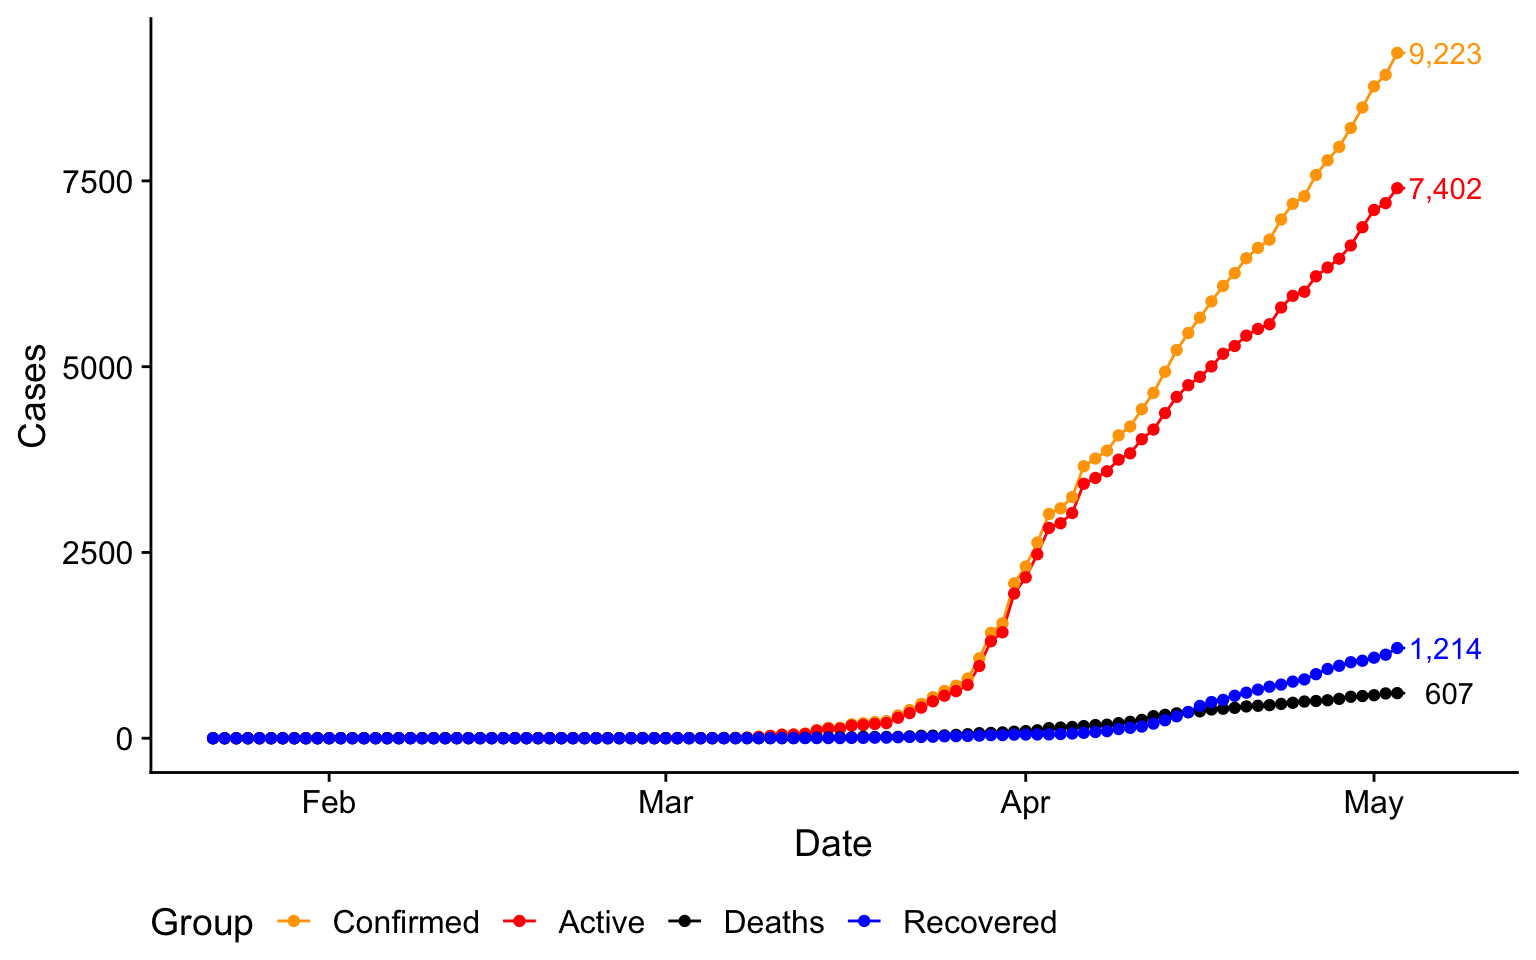 9,223
7500
7,402
5000
Cases
2500
1,214
607
0
Feb Mar Apr May
Date
Group Confirmed Active Deaths Recovered